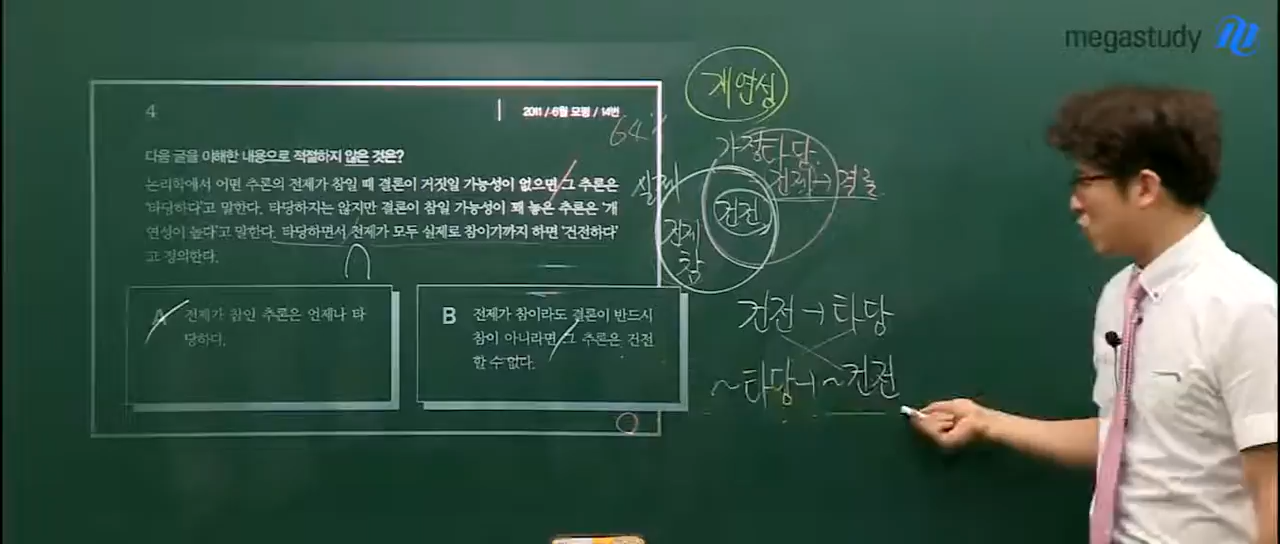 megastudy
4
2011 / 6월 모평 / 14번
64%
다음 글을 이해한 내용으로 적절하지 않은 것은?
논리학에서 어떤 추론의 전제가 참일 때 결론이 거짓일 가능성이 없으면 그 추론은
'타당하다'고 말한다. 타당하지는 않지만 결론이 참일 가능성이 꽤 높은 추론은 '개
연성이 높다'고 말한다. 타당하면서 전제가 모두 실제로 참이기까지 하면 '건전하다'
고 정의한다.
A 전제가 참인 추론은 언제나 타
당하다.
B 전제가 참이라도 결론이 반드시
참이 아니라면 그 추론은 건전
할 수 없다.
개연성
가정타당
전제→결론
실제
건전
전제
참
건전→타당
~타당→~건전